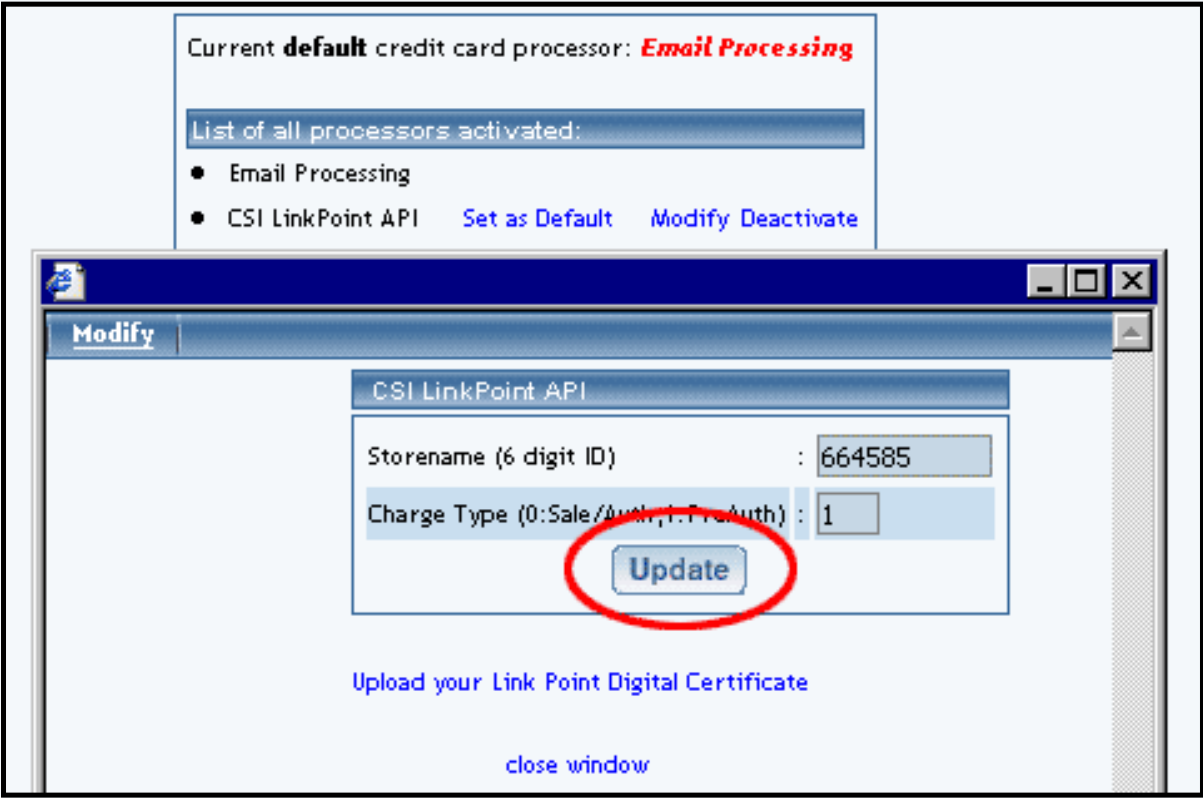 Current default credit card processor: Email Processing
List of all processors activated:
● Email Processing
● CSI LinkPoint API Set as Default Modify Deactivate
Modify
CSI LinkPoint API
Storename (6 digit ID) : 664585
Charge Type (0:Sale/Auth;1:PreAuth) : 1
Update
Upload your Link Point Digital Certificate
close window